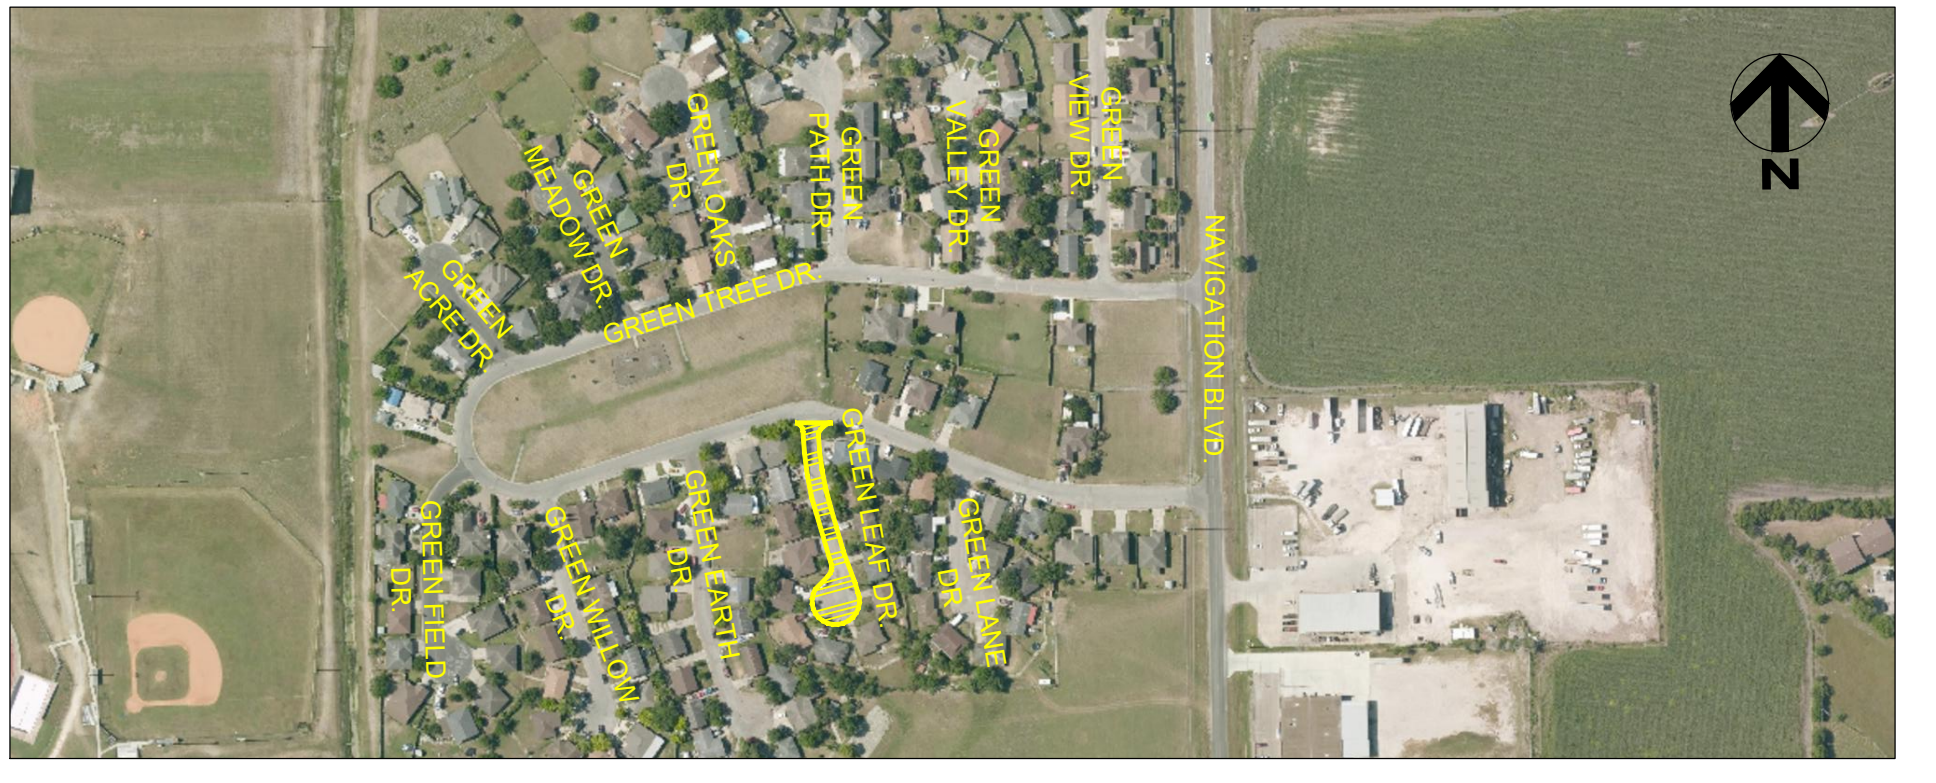 GREEN
VIEW DR.
GREEN
VALLEY DR.
GREEN
PATH DR
GREEN OAKS
DR.
GREEN
MEADOW DR.
GREEN
ACRE DR.
GREEN TREE DR.
NAVIGATION BLVD.
N
GREEN LEAF DR.
GREEN LANE
DR
GREEN EARTH
DR.
GREEN WILLOW
DR.
GREEN FIELD
DR.